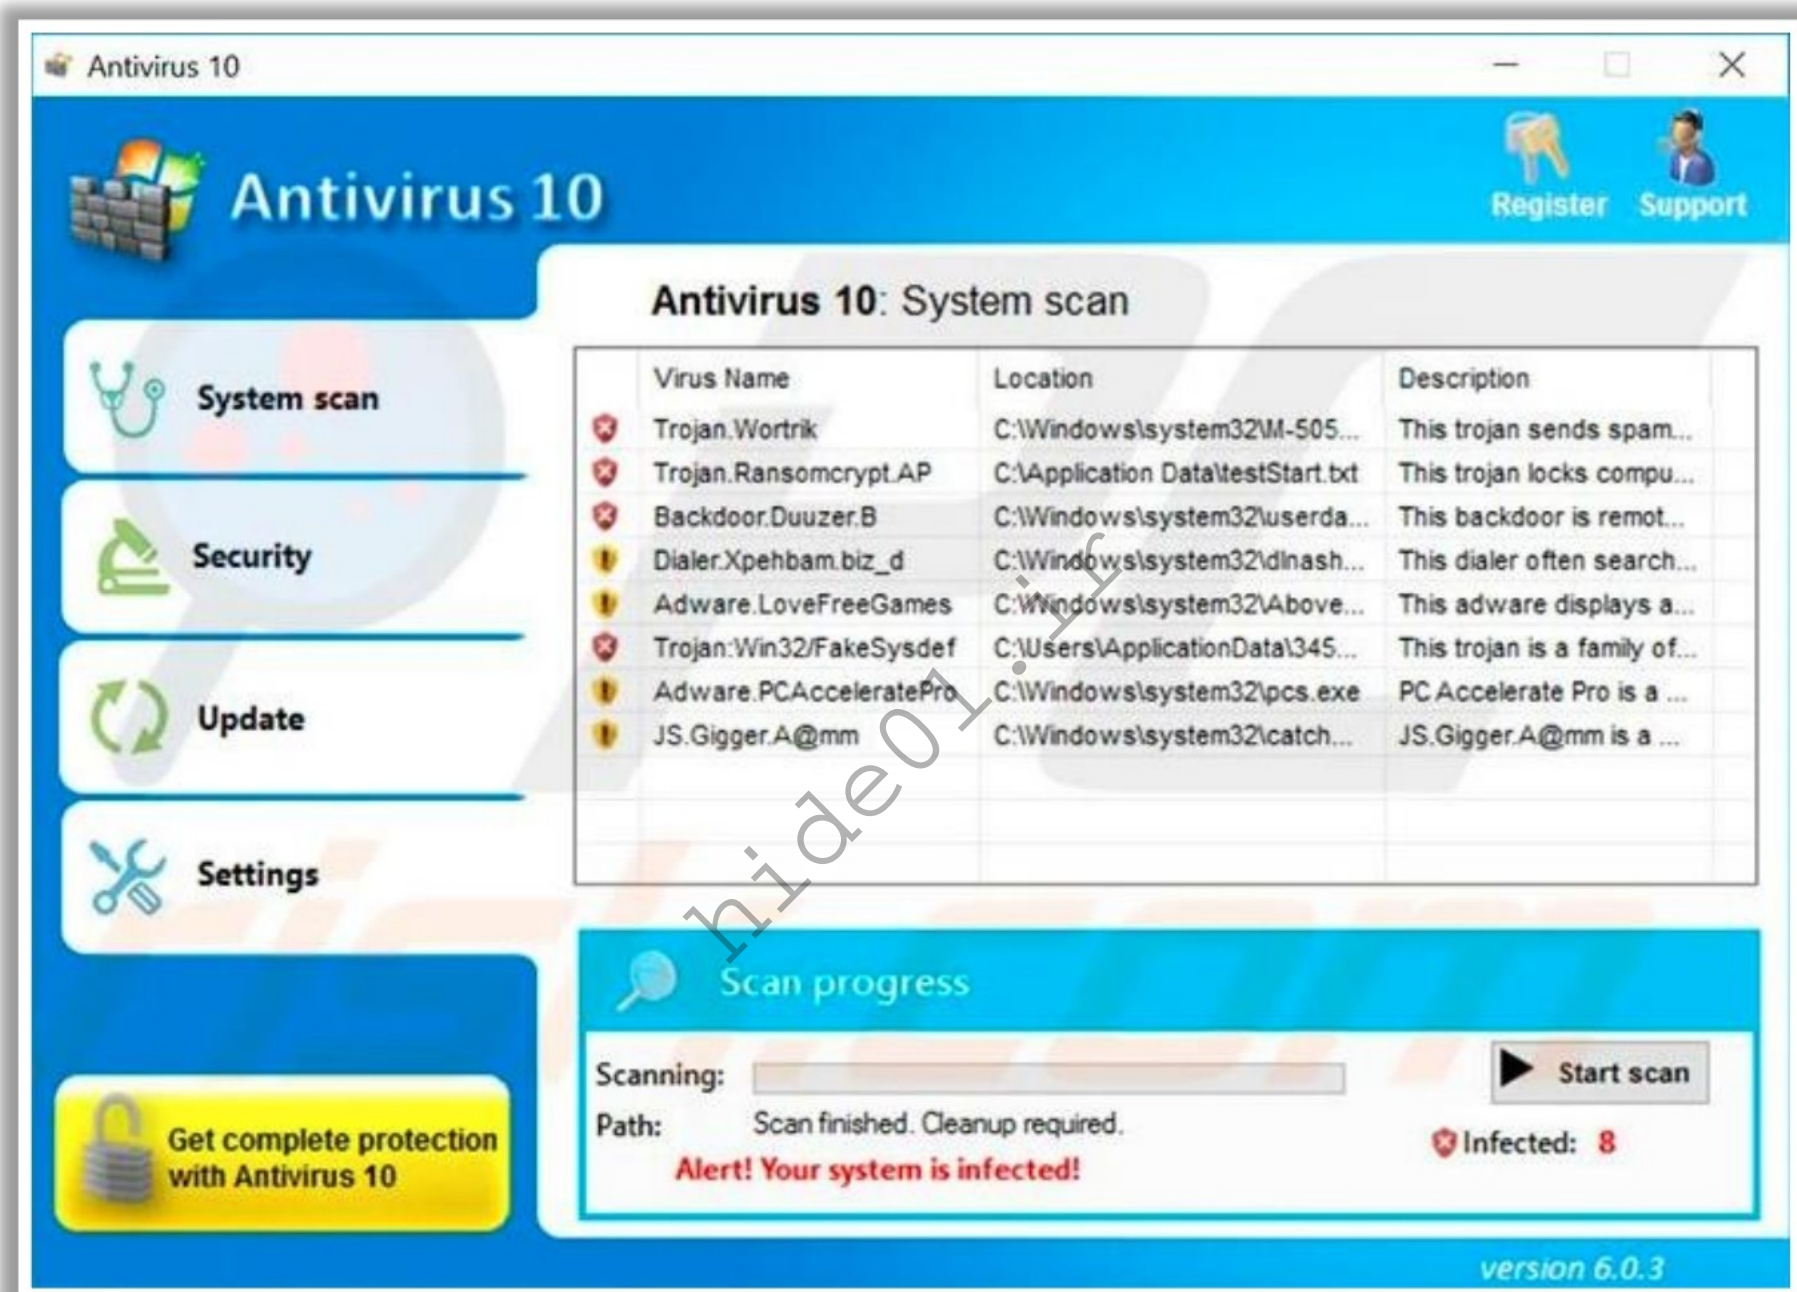 Antivirus 10
Antivirus 10
Register Support
Antivirus 10: System scan
System scan
Security
Update
Settings
Virus Name Location Description
Trojan.Wortrik C:\Windows\system32\M-505... This trojan sends spam...
Trojan.Ransomcrypt.AP C:\Application Data\testStart.txt This trojan locks compu...
Backdoor.Duuzer.B C:\Windows\system32\userda... This backdoor is remot...
Dialer.Xpehbam.biz_d C:\Windows\system32\dlnash... This dialer often search...
Adware.LoveFreeGames C:\Windows\system32\Above... This adware displays a...
Trojan:Win32/FakeSysdef C:\Users\ApplicationData\345... This trojan is a family of...
Adware.PCAcceleratePro C:\Windows\system32\pcs.exe PC Accelerate Pro is a ...
JS.Gigger.A@mm C:\Windows\system32\catch... JS.Gigger.A@mm is a ...
hide01.ir
Scan progress
Scanning:
Start scan
Path: Scan finished. Cleanup required.
Infected: 8
Alert! Your system is infected!
Get complete protection
with Antivirus 10
version 6.0.3
PC
risk.com